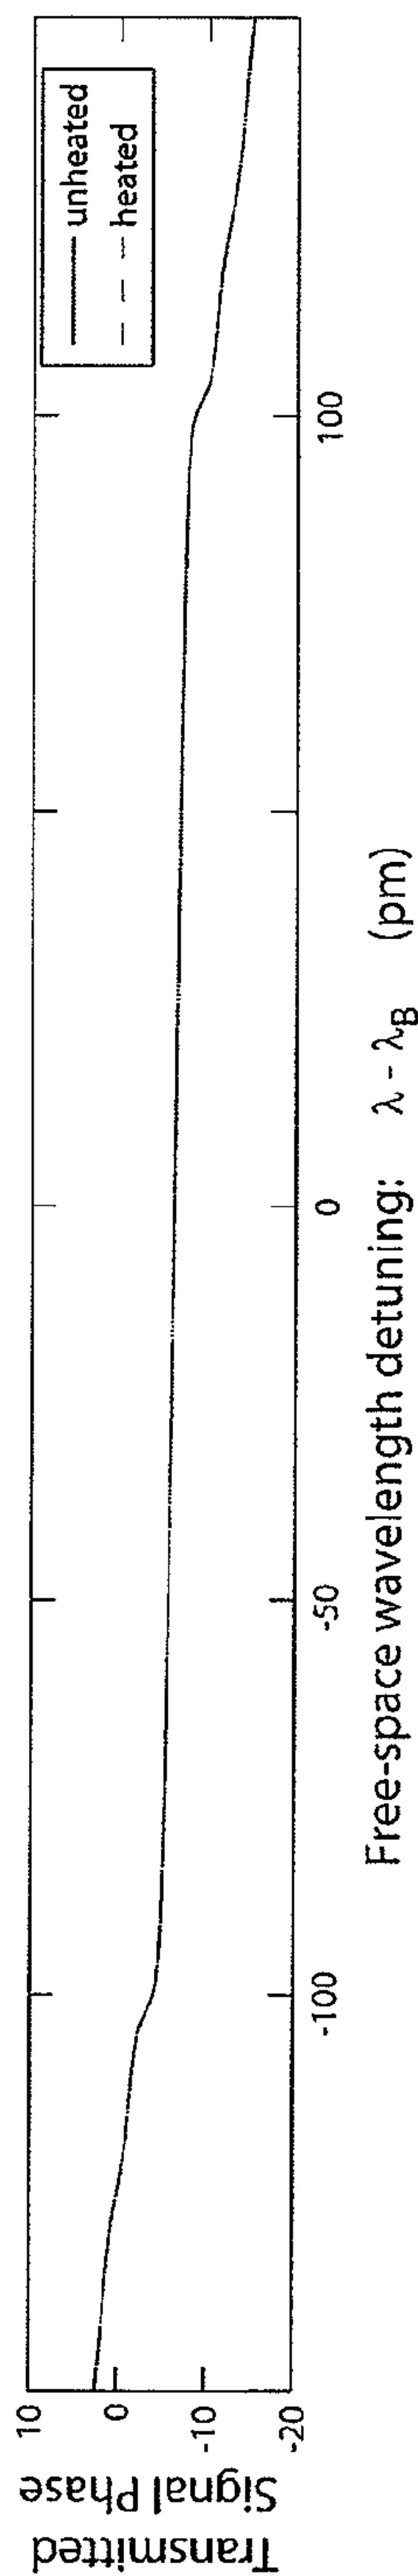 Transmitted
Signal Phase
10
0
-10
-20
unheated
heated
-100
-50
0
100
Free-space wavelength detuning: λ - λB (pm)